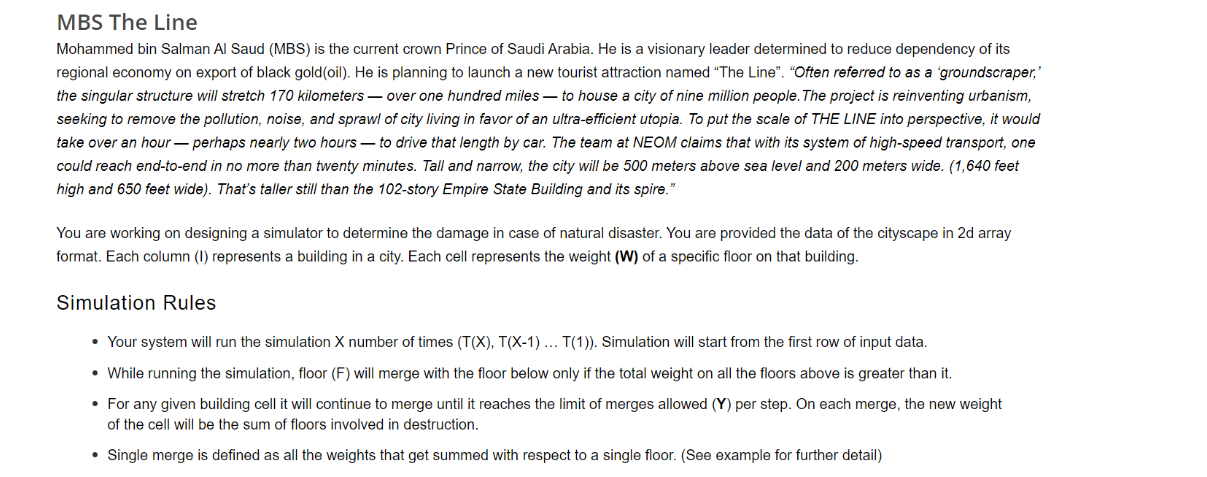 MBS The Line
Mohammed bin Salman Al Saud (MBS) is the current crown Prince of Saudi Arabia. He is a visionary leader determined to reduce dependency of its
regional economy on export of black gold(oil). He is planning to launch a new tourist attraction named “The Line”. “Often referred to as a ‘groundscraper,’
the singular structure will stretch 170 kilometers — over one hundred miles — to house a city of nine million people.The project is reinventing urbanism,
seeking to remove the pollution, noise, and sprawl of city living in favor of an ultra-efficient utopia. To put the scale of THE LINE into perspective, it would
take over an hour — perhaps nearly two hours — to drive that length by car. The team at NEOM claims that with its system of high-speed transport, one
could reach end-to-end in no more than twenty minutes. Tall and narrow, the city will be 500 meters above sea level and 200 meters wide. (1,640 feet
high and 650 feet wide). That’s taller still than the 102-story Empire State Building and its spire.”
You are working on designing a simulator to determine the damage in case of natural disaster. You are provided the data of the cityscape in 2d array
format. Each column (I) represents a building in a city. Each cell represents the weight (W) of a specific floor on that building.
Simulation Rules
• Your system will run the simulation X number of times (T(X), T(X-1) … T(1)). Simulation will start from the first row of input data.
• While running the simulation, floor (F) will merge with the floor below only if the total weight on all the floors above is greater than it.
• For any given building cell it will continue to merge until it reaches the limit of merges allowed (Y) per step. On each merge, the new weight
of the cell will be the sum of floors involved in destruction.
• Single merge is defined as all the weights that get summed with respect to a single floor. (See example for further detail)